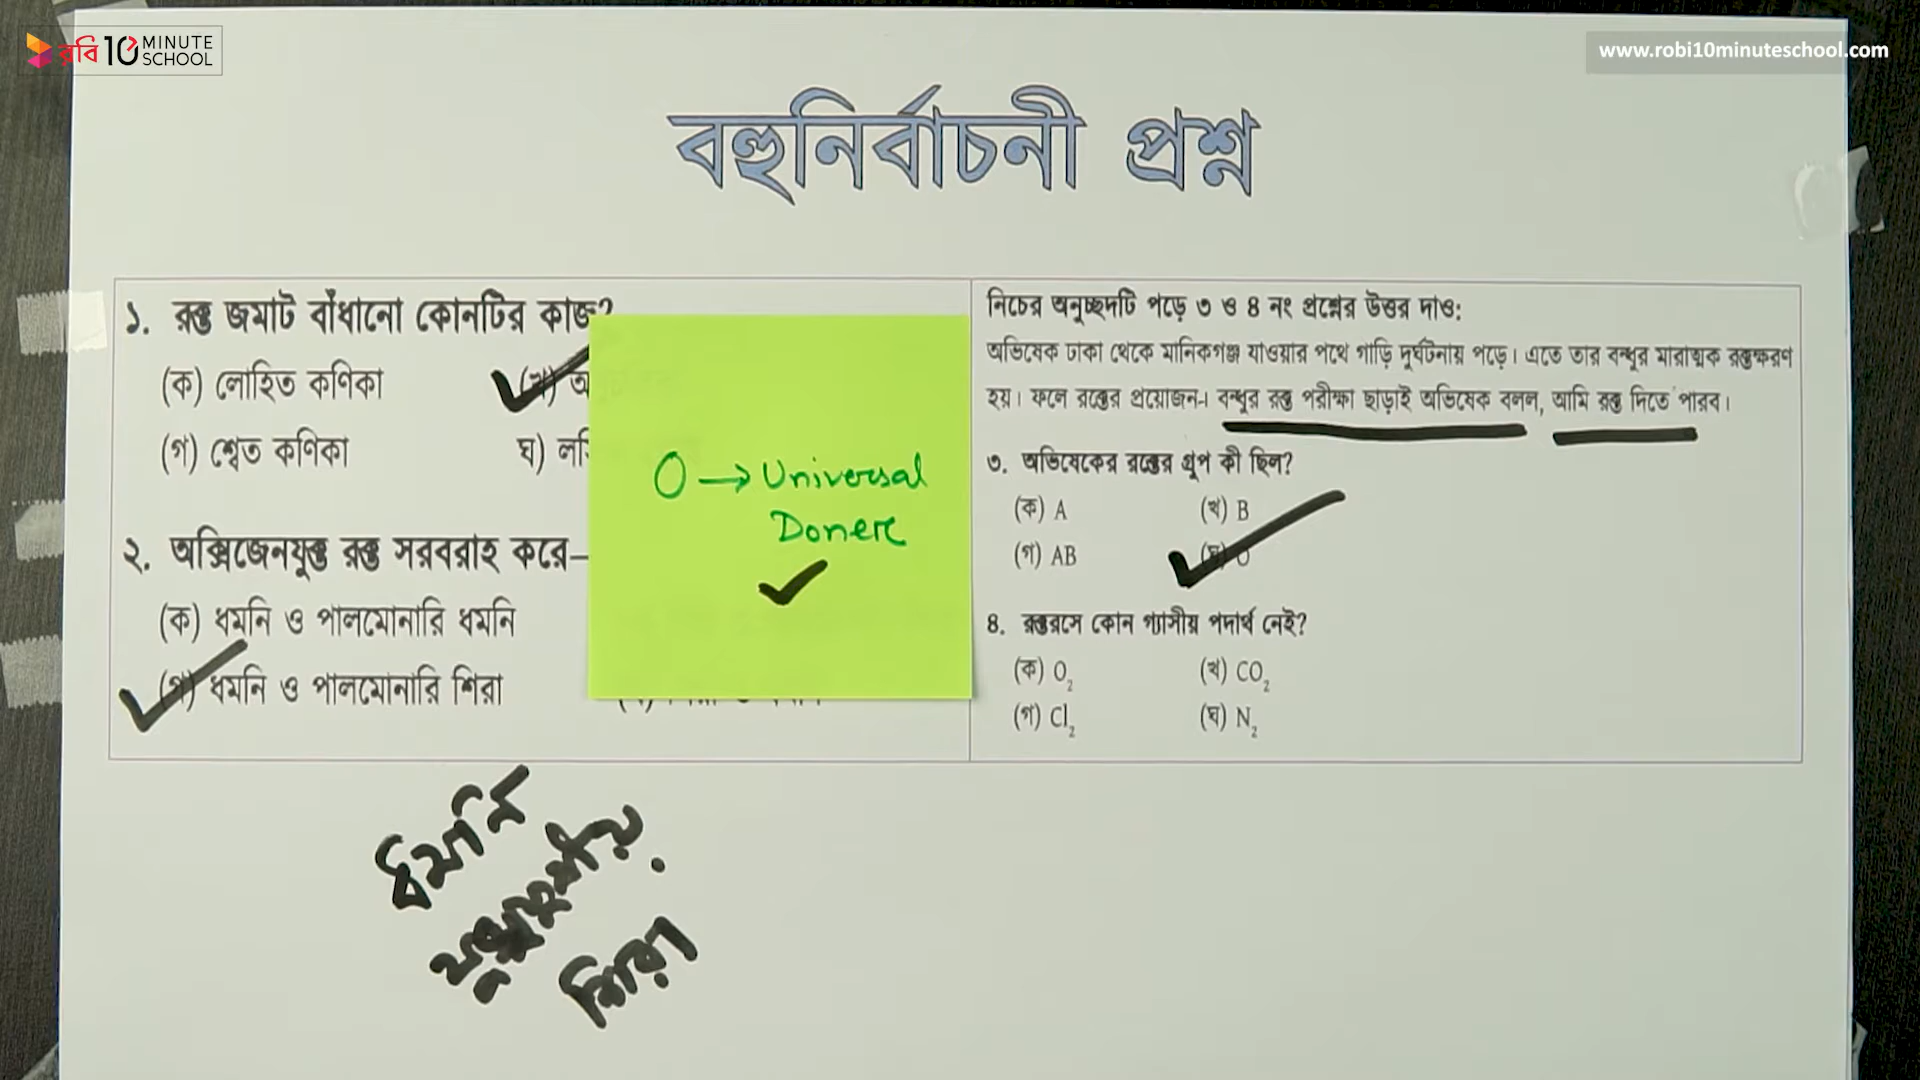 রবি 10 MINUTE SCHOOL
www.robi10minuteschool.com
বহুনির্বাচনী প্রশ্ন
১. রক্ত জমাট বাঁধানো কোনটির কাজ?
(ক) লোহিত কণিকা (খ)
(গ) শ্বেত কণিকা ঘ)
২. অক্সিজেনযুক্ত রক্ত সরবরাহ করে–
(ক) ধমনি ও পালমোনারি ধমনি
(গ) ধমনি ও পালমোনারি শিরা
O → Universal
Doner
নিচের অনুচ্ছদটি পড়ে ৩ ও ৪ নং প্রশ্নের উত্তর দাও:
অভিষেক ঢাকা থেকে মানিকগঞ্জ যাওয়ার পথে গাড়ি দুর্ঘটনায় পড়ে। এতে তার বন্ধুর মারাত্মক রক্তক্ষরণ
হয়। ফলে রক্তের প্রয়োজন। বন্ধুর রক্ত পরীক্ষা ছাড়াই অভিষেক বলল, আমি রক্ত দিতে পারব।
৩. অভিষেকের রক্তের গ্রুপ কী ছিল?
(ক) A (খ) B
(গ) AB (ঘ) O
৪. রক্তরসে কোন গ্যাসীয় পদার্থ নেই?
(ক) O₂ (খ) CO₂
(গ) Cl₂ (ঘ) N₂
ধমনি
শিরা